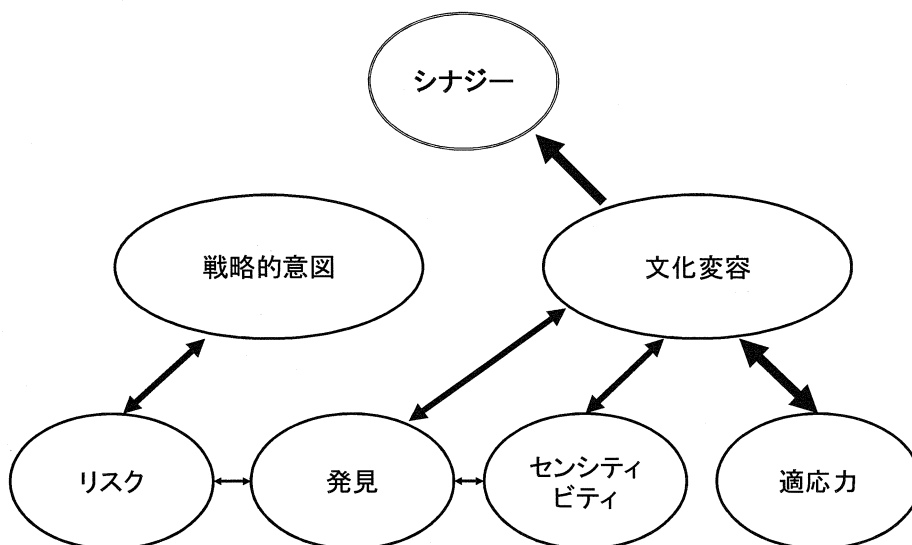 シナジー
戦略的意図
文化変容
リスク
発見
センシティ
ビティ
適応力